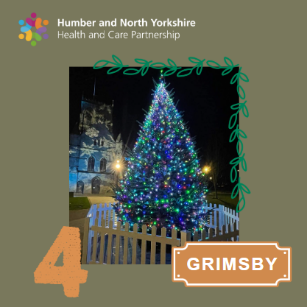 Humber and North Yorkshire
Health and Care Partnership
4
GRIMSBY